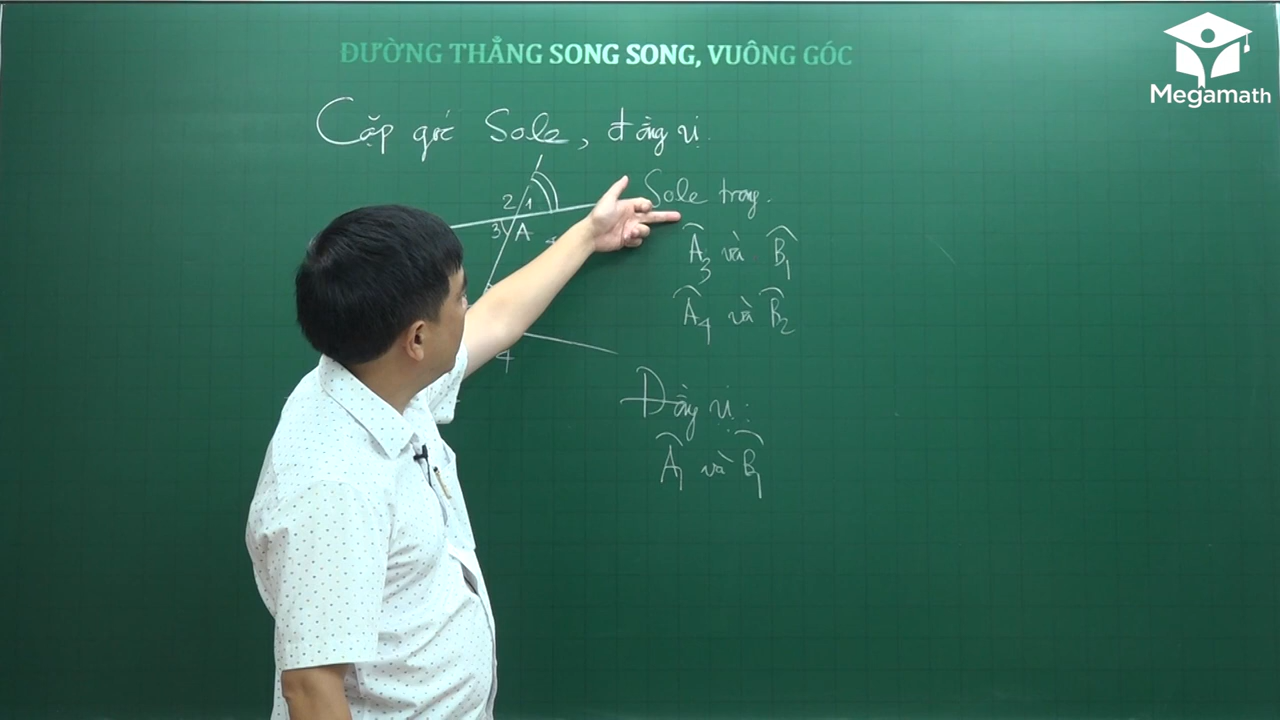 Megamath
ĐƯỜNG THẲNG SONG SONG, VUÔNG GÓC
Cặp góc Sole, đồng vị.
2 1
3 A
4
Sole trong.
A₃ và B₁
A₄ và B₂
Đồng vị:
A₁ và B₁